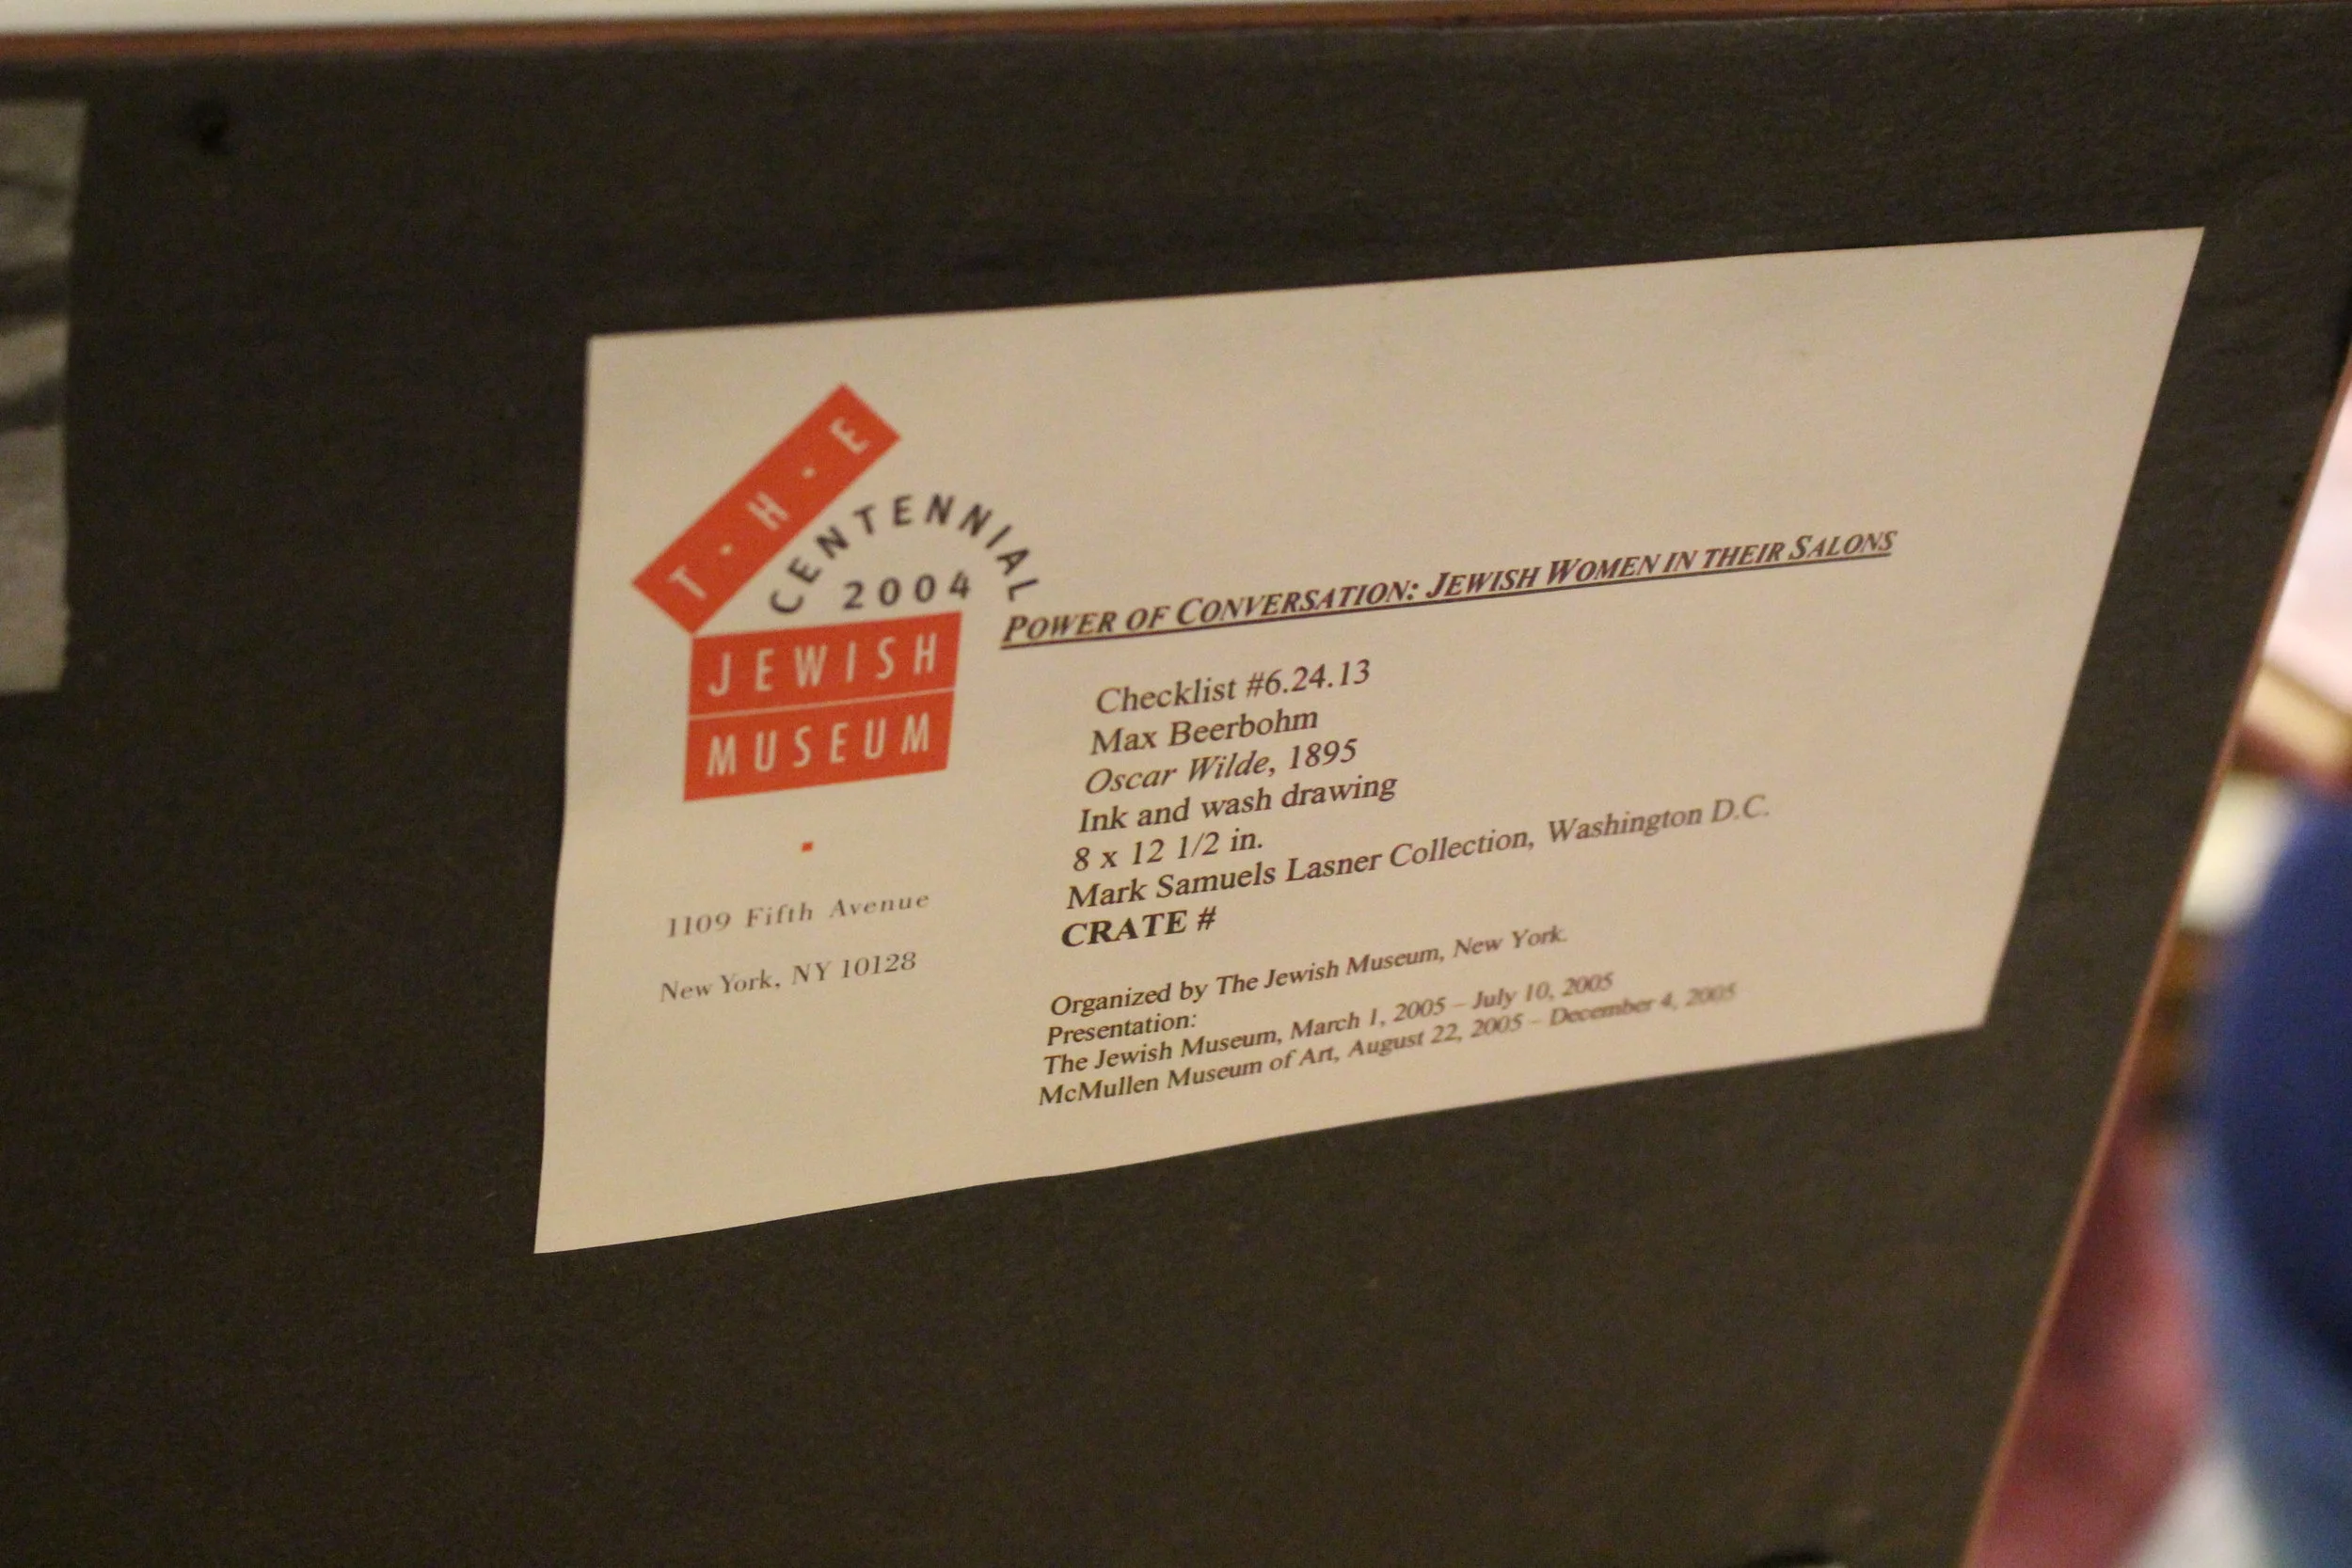 T·H·E
CENTENNIAL
2004
JEWISH
MUSEUM
1109 Fifth Avenue
New York, NY 10128
POWER OF CONVERSATION: JEWISH WOMEN IN THEIR SALONS
Checklist #6.24.13
Max Beerbohm
Oscar Wilde, 1895
Ink and wash drawing
8 x 12 1/2 in.
Mark Samuels Lasner Collection, Washington D.C.
CRATE #
Organized by The Jewish Museum, New York.
Presentation:
The Jewish Museum, March 1, 2005 – July 10, 2005
McMullen Museum of Art, August 22, 2005 – December 4, 2005